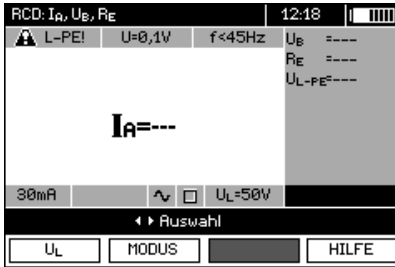 RCD: IA, UB, RE 12:18
L-PE! U=0,1V f<45Hz
UB =---
RE =---
UL-PE=---
IA=---
30mA UL=50V
Auswahl
UL MODUS HILFE